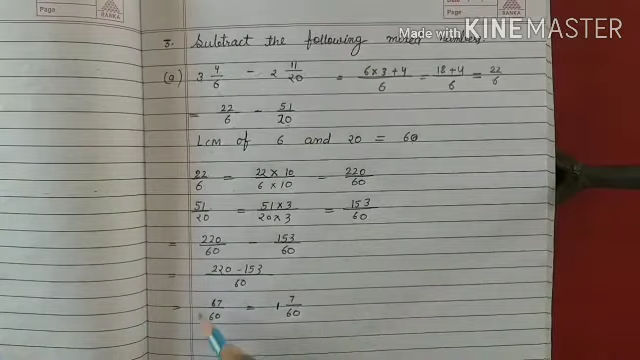 Page
SANKA
Made with KINEMASTER
Page
SANKA
3. Subtract the following mixed numbers.
(a) 3 4/6 - 2 11/20 = 6×3+4/6 = 18+4/6 = 22/6
= 22/6 - 51/20
Lcm of 6 and 20 = 60
22/6 = 22×10/6×10 = 220/60
51/20 = 51×3/20×3 = 153/60
= 220/60 - 153/60
= 220-153/60
= 67/60 = 1 7/60